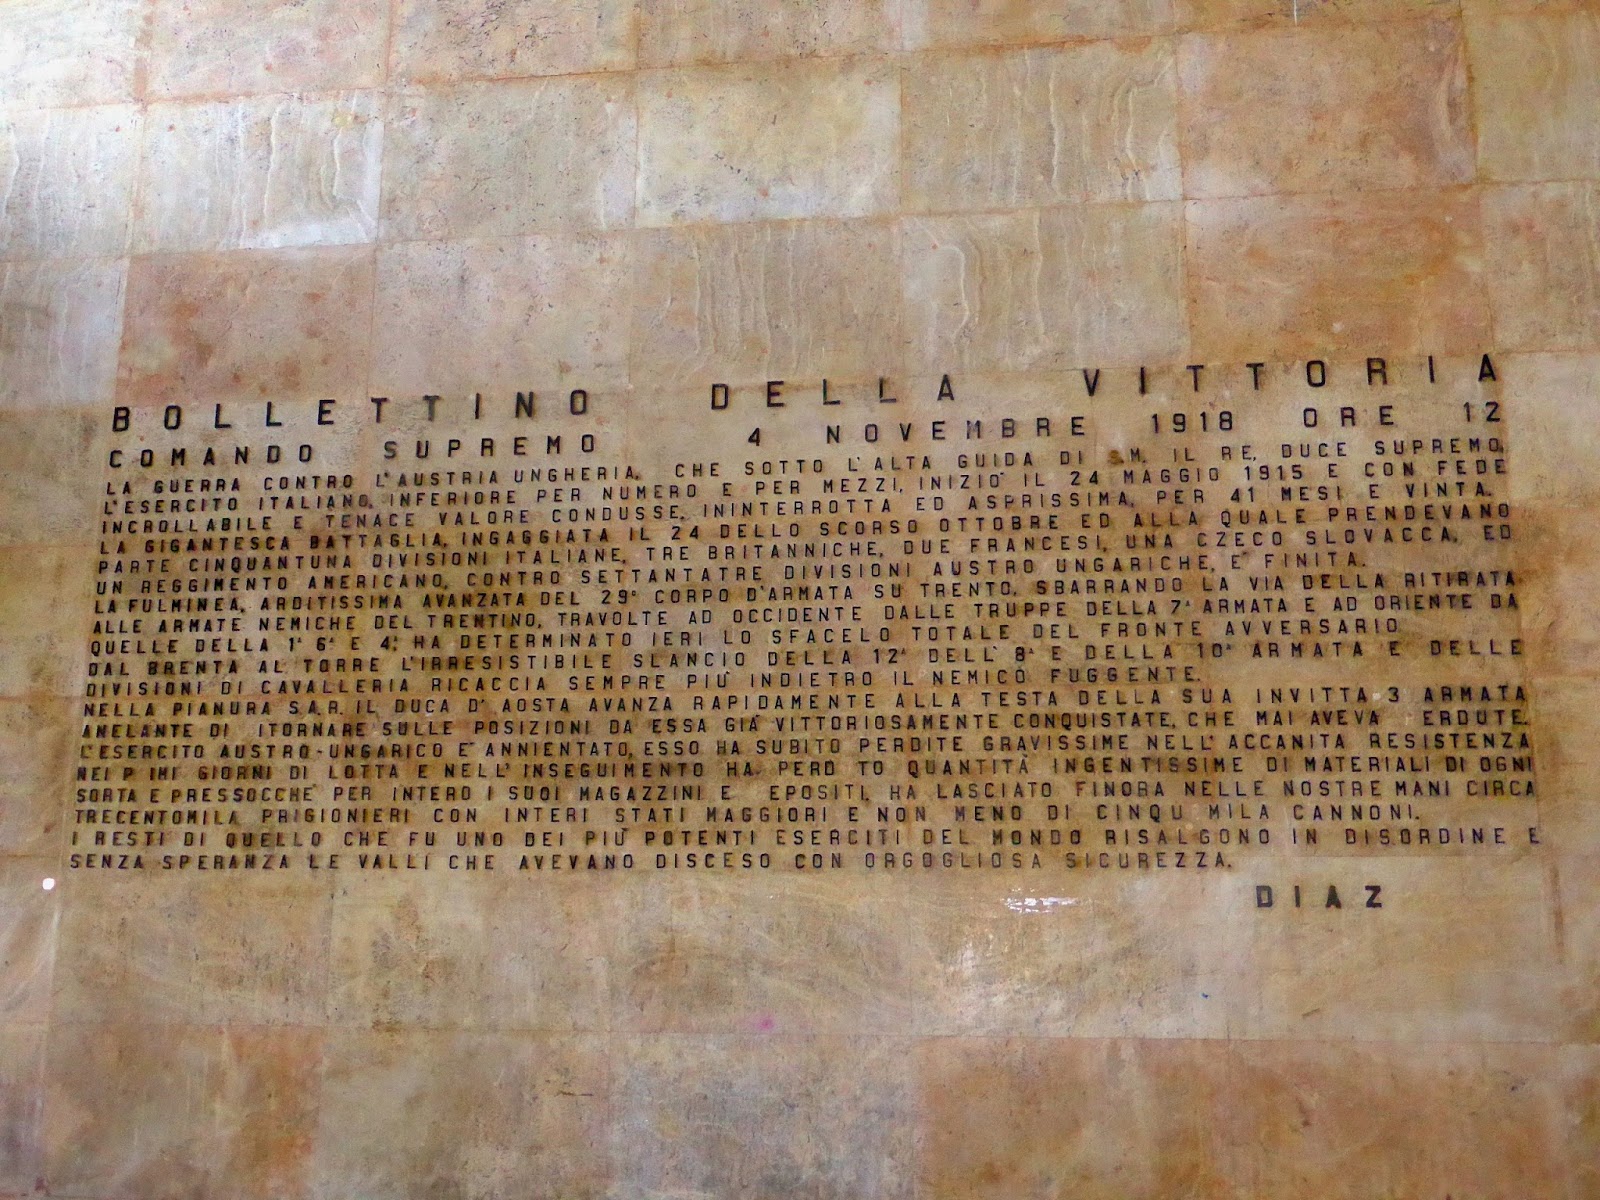 BOLLETTINO DELLA VITTORIA
COMANDO SUPREMO 4 NOVEMBRE 1918 ORE 12
LA GUERRA CONTRO L'AUSTRIA UNGHERIA, CHE SOTTO L'ALTA GUIDA DI S.M. IL RE, DUCE SUPREMO,
L'ESERCITO ITALIANO, INFERIORE PER NUMERO E PER MEZZI, INIZIO' IL 24 MAGGIO 1915 E CON FEDE
INCROLLABILE E TENACE VALORE CONDUSSE, ININTERROTTA ED ASPRISSIMA, PER 41 MESI E VINTA.
LA GIGANTESCA BATTAGLIA, INGAGGIATA IL 24 DELLO SCORSO OTTOBRE ED ALLA QUALE PRENDEVANO
PARTE CINQUANTUNA DIVISIONI ITALIANE, TRE BRITANNICHE, DUE FRANCESI, UNA CZECO SLOVACCA, ED
UN REGGIMENTO AMERICANO, CONTRO SETTANTATRE DIVISIONI AUSTRO UNGARICHE, E' FINITA.
LA FULMINEA, ARDITISSIMA AVANZATA DEL 29° CORPO D'ARMATA SU TRENTO, SBARRANDO LA VIA DELLA RITIRATA
ALLE ARMATE NEMICHE DEL TRENTINO, TRAVOLTE AD OCCIDENTE DALLE TRUPPE DELLA 7ª ARMATA E AD ORIENTE DA
QUELLE DELLA 1ª 6ª E 4ª, HA DETERMINATO IERI LO SFACELO TOTALE DEL FRONTE AVVERSARIO
DAL BRENTA AL TORRE L'IRRESISTIBILE SLANCIO DELLA 12ª DELL' 8ª E DELLA 10ª ARMATA E DELLE
DIVISIONI DI CAVALLERIA RICACCIA SEMPRE PIU' INDIETRO IL NEMICO FUGGENTE.
NELLA PIANURA S.A.R. IL DUCA D' AOSTA AVANZA RAPIDAMENTE ALLA TESTA DELLA SUA INVITTA 3 ARMATA
ANELANTE DI ITORNARE SULLE POSIZIONI DA ESSA GIA' VITTORIOSAMENTE CONQUISTATE, CHE MAI AVEVA ERDUTE.
L'ESERCITO AUSTRO-UNGARICO E' ANNIENTATO, ESSO HA SUBITO PERDITE GRAVISSIME NELL' ACCANITA RESISTENZA
NEI P IMI GIORNI DI LOTTA E NELL' INSEGUIMENTO HA PERD TO QUANTITA' INGENTISSIME DI MATERIALI DI OGNI
SORTA E PRESSOCCHE' PER INTERO I SUOI MAGAZZINI E EPOSITI, HA LASCIATO FINORA NELLE NOSTRE MANI CIRCA
TRECENTOMILA PRIGIONIERI CON INTERI STATI MAGGIORI E NON MENO DI CINQU MILA CANNONI.
I RESTI DI QUELLO CHE FU UNO DEI PIU' POTENTI ESERCITI DEL MONDO RISALGONO IN DISORDINE E
SENZA SPERANZA LE VALLI CHE AVEVANO DISCESO CON ORGOGLIOSA SICUREZZA.
DIAZ